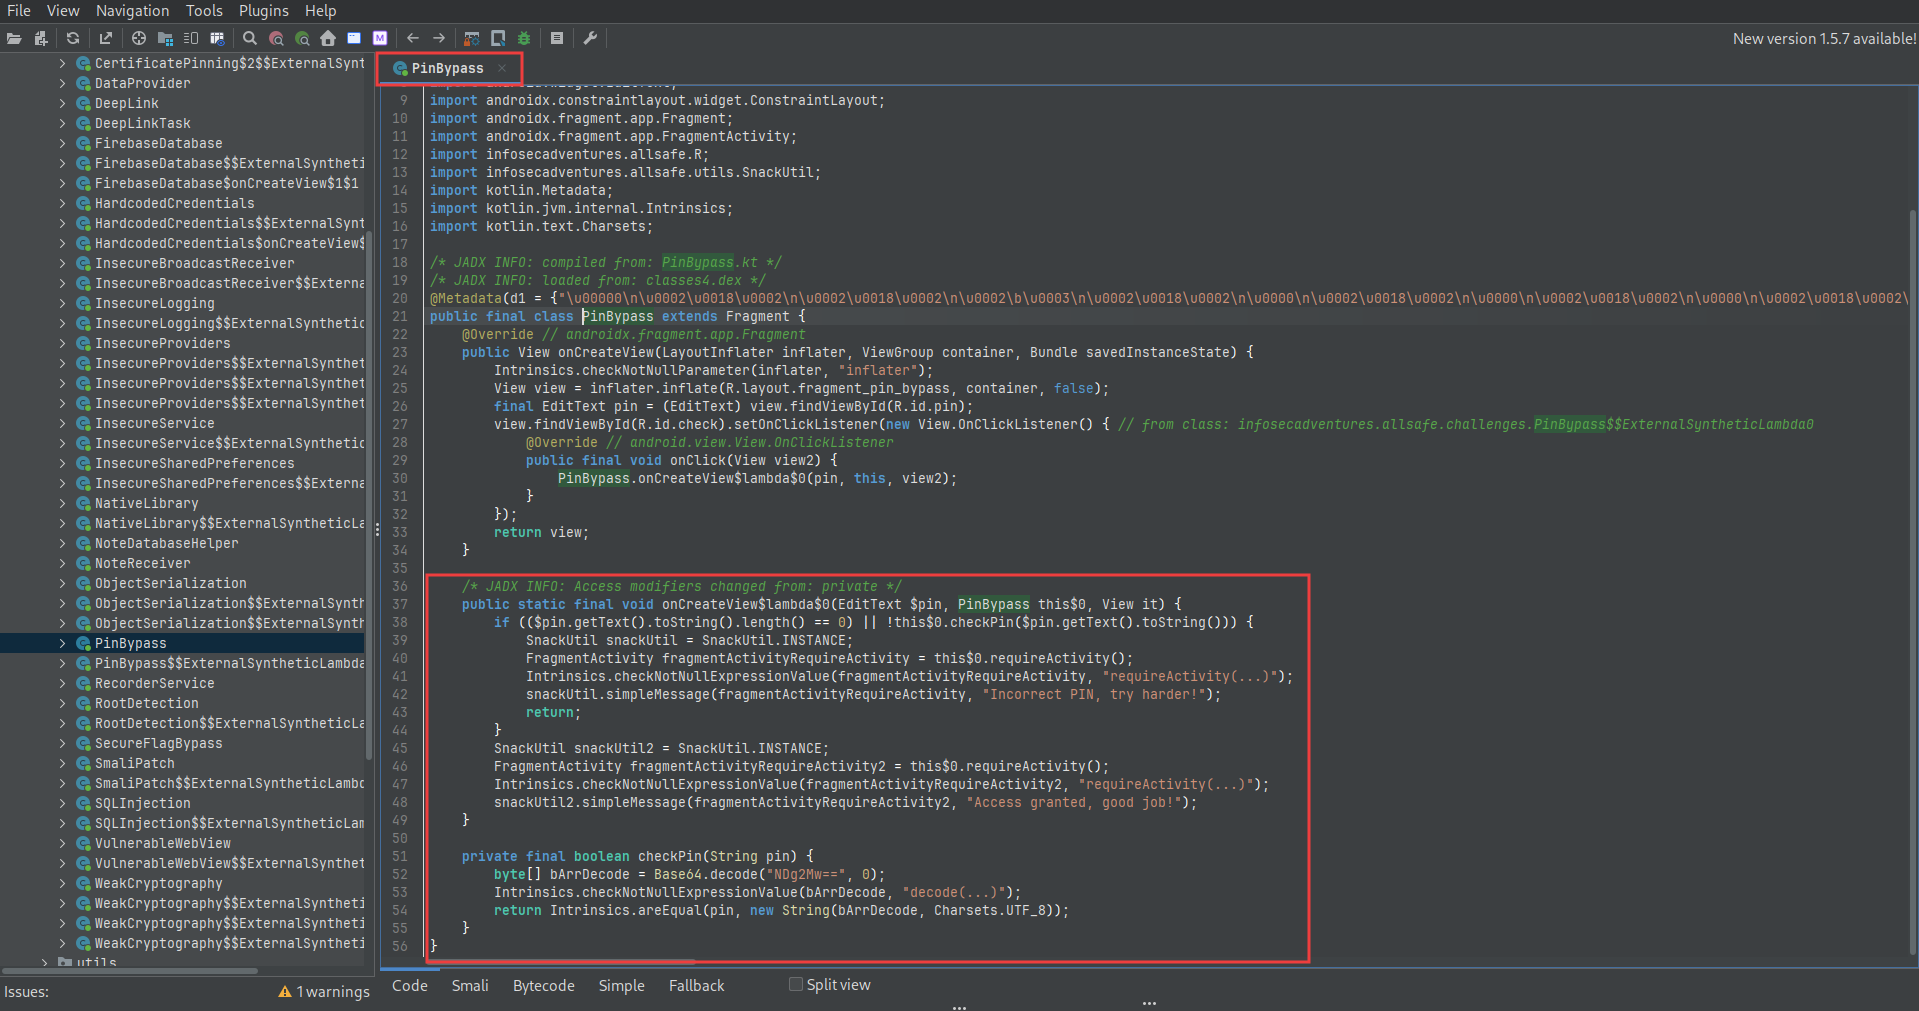 File View Navigation Tools Plugins Help
New version 1.5.7 available!
CertificatePinning$2$$ExternalSynt
DataProvider
DeepLink
DeepLinkTask
FirebaseDatabase
FirebaseDatabase$$ExternalSyntheti
FirebaseDatabase$onCreateView$1$1
HardcodedCredentials
HardcodedCredentials$$ExternalSynt
HardcodedCredentials$onCreateView$
InsecureBroadcastReceiver
InsecureBroadcastReceiver$$Externa
InsecureLogging
InsecureLogging$$ExternalSynthetic
InsecureProviders
InsecureProviders$$ExternalSynthet
InsecureProviders$$ExternalSynthet
InsecureProviders$$ExternalSynthet
InsecureService
InsecureService$$ExternalSynthetic
InsecureSharedPreferences
InsecureSharedPreferences$$Externa
NativeLibrary
NativeLibrary$$ExternalSyntheticLa
NoteDatabaseHelper
NoteReceiver
ObjectSerialization
ObjectSerialization$$ExternalSynth
ObjectSerialization$$ExternalSynth
PinBypass
PinBypass$$ExternalSyntheticLambda
RecorderService
RootDetection
RootDetection$$ExternalSyntheticLa
SecureFlagBypass
SmaliPatch
SmaliPatch$$ExternalSyntheticLambd
SQLInjection
SQLInjection$$ExternalSyntheticLam
VulnerableWebView
VulnerableWebView$$ExternalSynthet
WeakCryptography
WeakCryptography$$ExternalSyntheti
WeakCryptography$$ExternalSyntheti
WeakCryptography$$ExternalSyntheti
utils
Issues: 1 warnings
PinBypass
9 import androidx.constraintlayout.widget.ConstraintLayout;
10 import androidx.fragment.app.Fragment;
11 import androidx.fragment.app.FragmentActivity;
12 import infosecadventures.allsafe.R;
13 import infosecadventures.allsafe.utils.SnackUtil;
14 import kotlin.Metadata;
15 import kotlin.jvm.internal.Intrinsics;
16 import kotlin.text.Charsets;
17
18 /* JADX INFO: compiled from: PinBypass.kt */
19 /* JADX INFO: loaded from: classes4.dex */
20 @Metadata(d1 = {"\u00000\n\u0002\u0018\u0002\n\u0002\u0018\u0002\n\u0002\b\u0003\n\u0002\u0018\u0002\n\u0000\n\u0002\u0018\u0002\n\u0000\n\u0002\u0018\u0002\n\u0000\n\u0002\u0018\u0002\
21 public final class PinBypass extends Fragment {
22 @Override // androidx.fragment.app.Fragment
23 public View onCreateView(LayoutInflater inflater, ViewGroup container, Bundle savedInstanceState) {
24 Intrinsics.checkNotNullParameter(inflater, "inflater");
25 View view = inflater.inflate(R.layout.fragment_pin_bypass, container, false);
26 final EditText pin = (EditText) view.findViewById(R.id.pin);
27 view.findViewById(R.id.check).setOnClickListener(new View.OnClickListener() { // from class: infosecadventures.allsafe.challenges.PinBypass$$ExternalSyntheticLambda0
28 @Override // android.view.View.OnClickListener
29 public final void onClick(View view2) {
30 PinBypass.onCreateView$lambda$0(pin, this, view2);
31 }
32 });
33 return view;
34 }
35
36 /* JADX INFO: Access modifiers changed from: private */
37 public static final void onCreateView$lambda$0(EditText $pin, PinBypass this$0, View it) {
38 if (($pin.getText().toString().length() == 0) || !this$0.checkPin($pin.getText().toString())) {
39 SnackUtil snackUtil = SnackUtil.INSTANCE;
40 FragmentActivity fragmentActivityRequireActivity = this$0.requireActivity();
41 Intrinsics.checkNotNullExpressionValue(fragmentActivityRequireActivity, "requireActivity(...)");
42 snackUtil.simpleMessage(fragmentActivityRequireActivity, "Incorrect PIN, try harder!");
43 return;
44 }
45 SnackUtil snackUtil2 = SnackUtil.INSTANCE;
46 FragmentActivity fragmentActivityRequireActivity2 = this$0.requireActivity();
47 Intrinsics.checkNotNullExpressionValue(fragmentActivityRequireActivity2, "requireActivity(...)");
48 snackUtil2.simpleMessage(fragmentActivityRequireActivity2, "Access granted, good job!");
49 }
50
51 private final boolean checkPin(String pin) {
52 byte[] bArrDecode = Base64.decode("NDg2Mw==", 0);
53 Intrinsics.checkNotNullExpressionValue(bArrDecode, "decode(...)");
54 return Intrinsics.areEqual(pin, new String(bArrDecode, Charsets.UTF_8));
55 }
56 }
Code Smali Bytecode Simple Fallback Split view